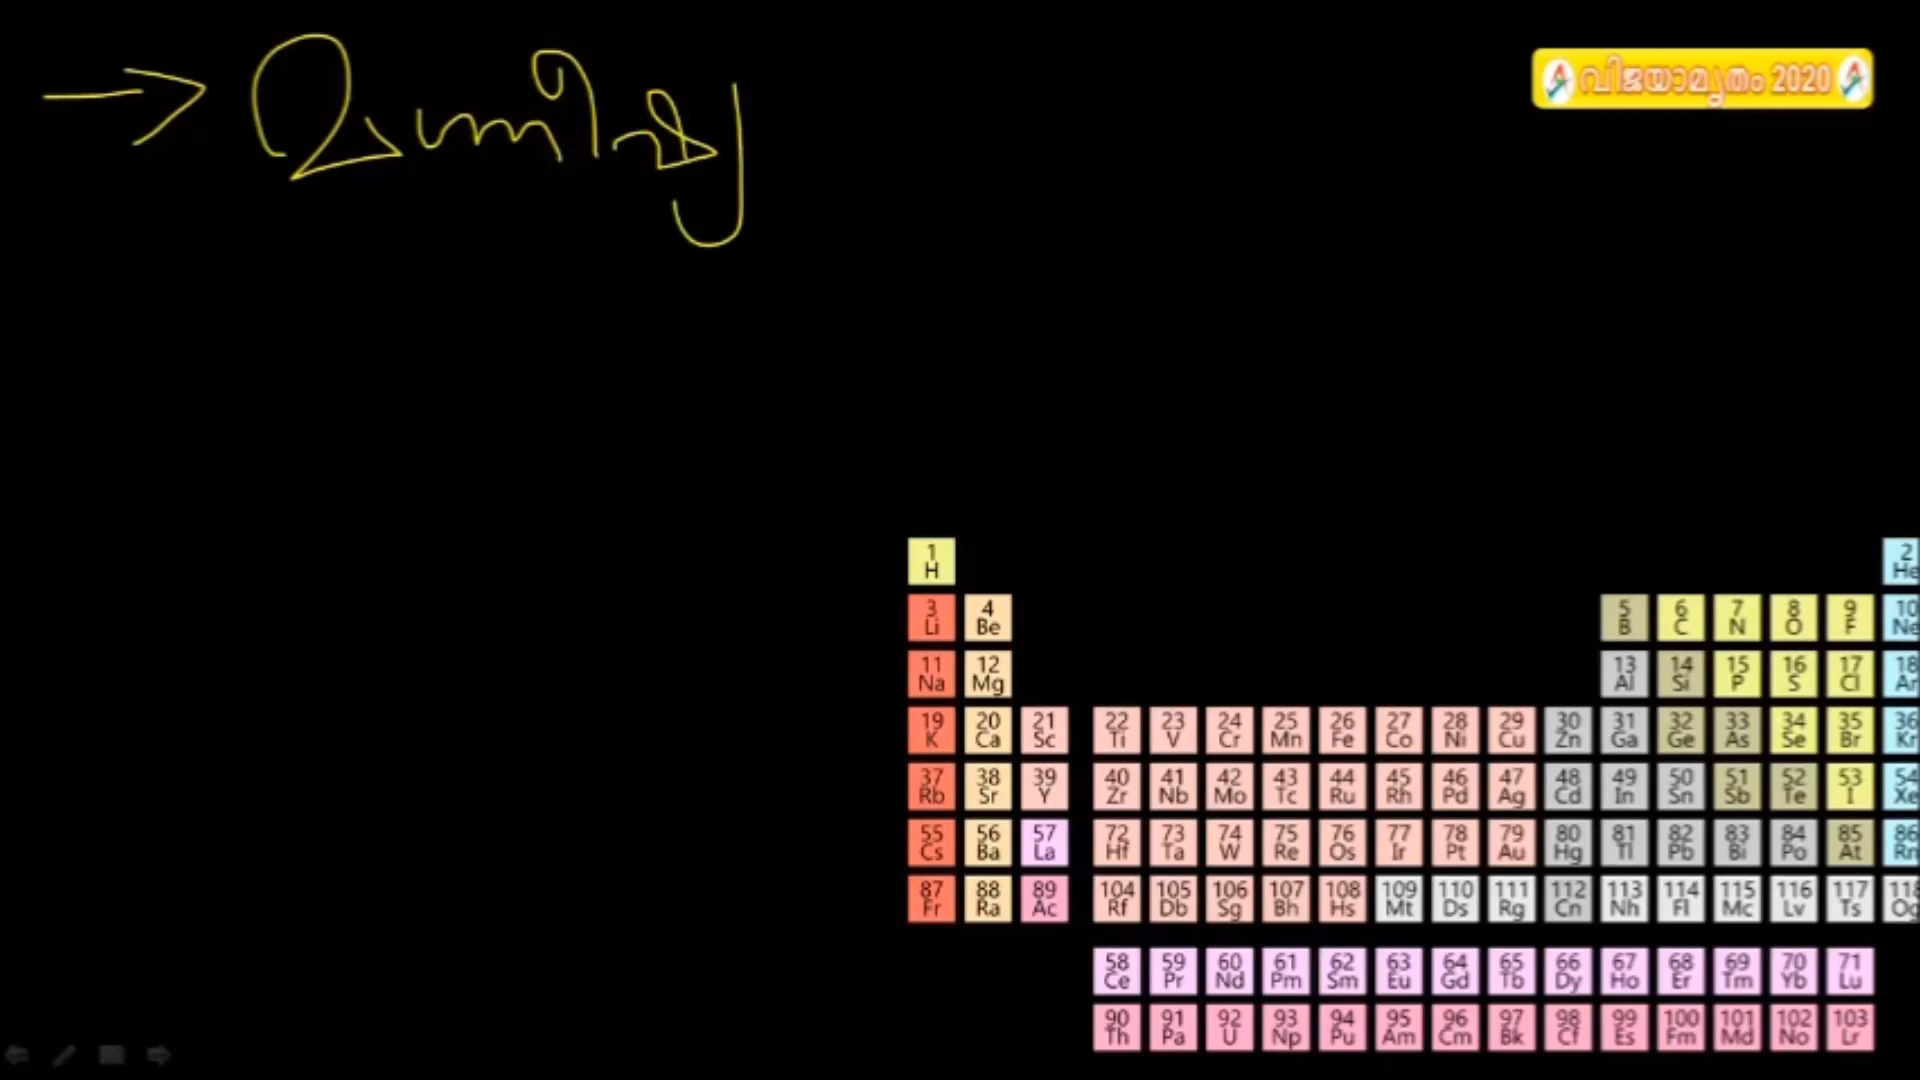 വിജയാമൃതം 2020
1 2
H He
3 4 5 6 7 8 9 10
Li Be B C N O F Ne
11 12 13 14 15 16 17 18
Na Mg Al Si P S Cl Ar
19 20 21 22 23 24 25 26 27 28 29 30 31 32 33 34 35 36
K Ca Sc Ti V Cr Mn Fe Co Ni Cu Zn Ga Ge As Se Br Kr
37 38 39 40 41 42 43 44 45 46 47 48 49 50 51 52 53 54
Rb Sr Y Zr Nb Mo Tc Ru Rh Pd Ag Cd In Sn Sb Te I Xe
55 56 57 72 73 74 75 76 77 78 79 80 81 82 83 84 85 86
Cs Ba La Hf Ta W Re Os Ir Pt Au Hg Tl Pb Bi Po At Rn
87 88 89 104 105 106 107 108 109 110 111 112 113 114 115 116 117 118
Fr Ra Ac Rf Db Sg Bh Hs Mt Ds Rg Cn Nh Fl Mc Lv Ts Og
58 59 60 61 62 63 64 65 66 67 68 69 70 71
Ce Pr Nd Pm Sm Eu Gd Tb Dy Ho Er Tm Yb Lu
90 91 92 93 94 95 96 97 98 99 100 101 102 103
Th Pa U Np Pu Am Cm Bk Cf Es Fm Md No Lr